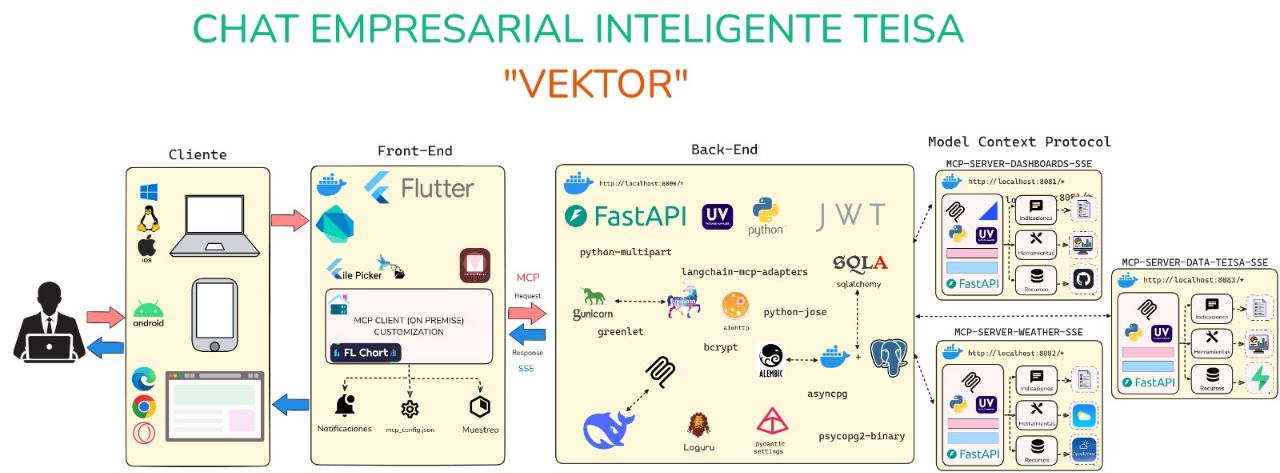 CHAT EMPRESARIAL INTELIGENTE TEISA
"VEKTOR"
Cliente
iOS
android
Front-End
Flutter
File Picker
MCP CLIENT (ON PREMISE)
CUSTOMIZATION
FL Chart
Notificaciones
mcp_config.json
Muestreo
MCP
Request
Response
SSE
Back-End
http://localhost:8000/*
FastAPI
UV
python
JWT
python-multipart
langchain-mcp-adapters
SQLA
sqlalchemy
gunicorn
greenlet
aiohttp
python-jose
bcrypt
ALEMBIC
+
asyncpg
Loguru
pydantic
settings
psycopg2-binary
Model Context Protocol
MCP-SERVER-DASHBOARDS-SSE
http://localhost:8081/*
UV
FastAPI
Indicaciones
Herramientas
Recursos
MCP-SERVER-WEATHER-SSE
http://localhost:8082/*
UV
FastAPI
Indicaciones
Herramientas
Recursos
MCP-SERVER-DATA-TEISA-SSE
http://localhost:8083/*
UV
FastAPI
Indicaciones
Herramientas
Recursos